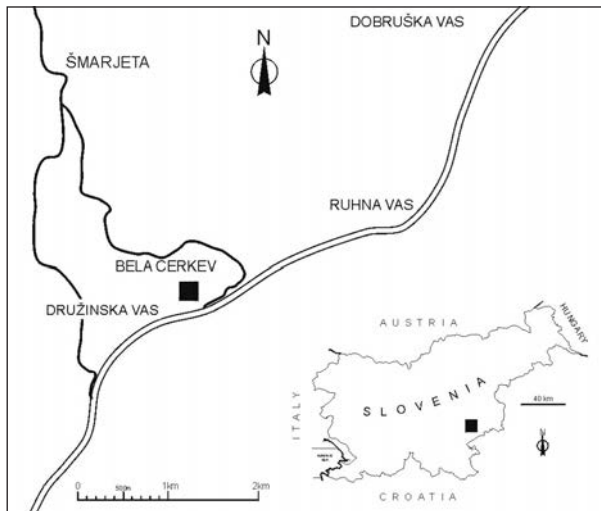 DOBRUŠKA VAS
ŠMARJETA
N
RUHNA VAS
BELA CERKEV
DRUŽINSKA VAS
AUSTRIA
HUNGARY
SLOVENIA
40 km
ITALY
N
CROATIA
0 500m 1km 2km